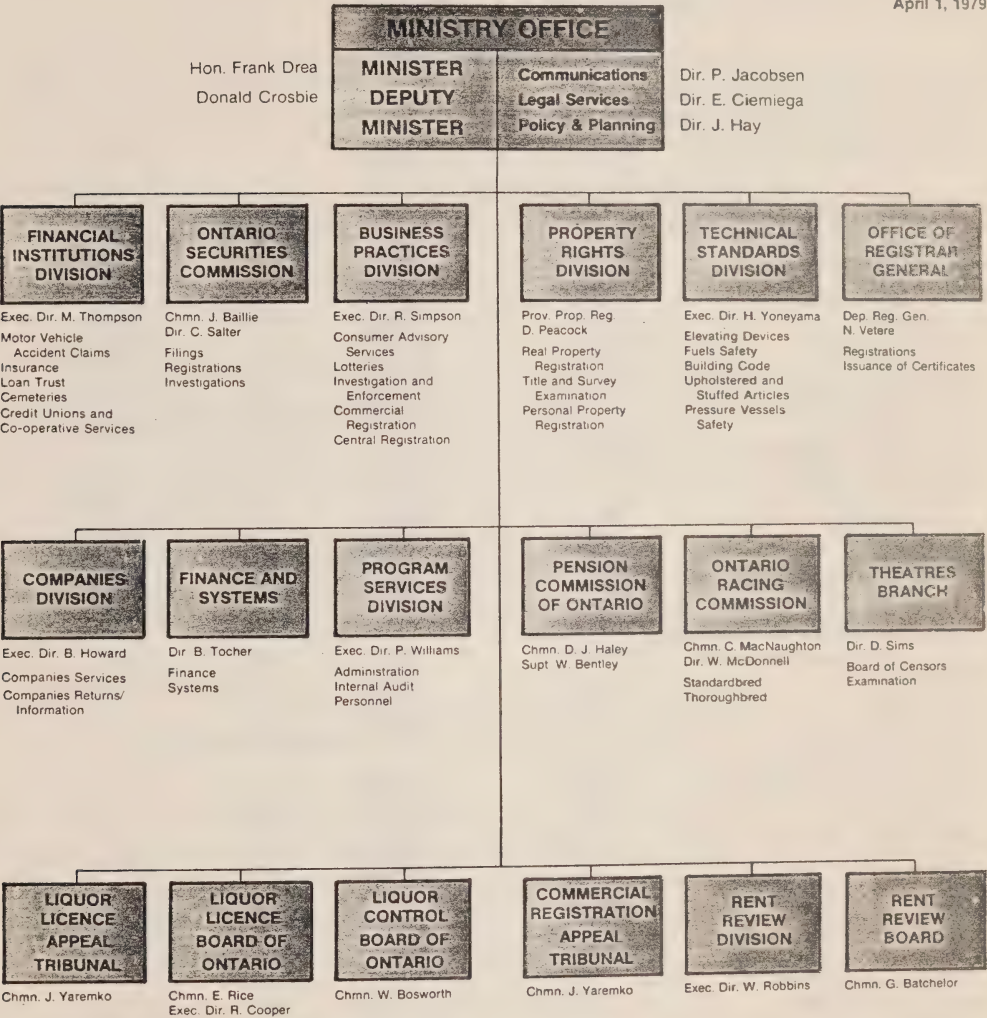 April 1, 1979
MINISTRY OFFICE
Hon. Frank Drea
Donald Crosbie
MINISTER
DEPUTY
MINISTER
Communications
Legal Services
Policy & Planning
Dir. P. Jacobsen
Dir. E. Ciemiega
Dir. J. Hay
FINANCIAL
INSTITUTIONS
DIVISION
Exec. Dir. M. Thompson
Motor Vehicle
Accident Claims
Insurance
Loan Trust
Cemeteries
Credit Unions and
Co-operative Services
ONTARIO
SECURITIES
COMMISSION
Chmn. J. Baillie
Dir. C. Salter
Filings
Registrations
Investigations
BUSINESS
PRACTICES
DIVISION
Exec. Dir. R. Simpson
Consumer Advisory
Services
Lotteries
Investigation and
Enforcement
Commercial
Registration
Central Registration
PROPERTY
RIGHTS
DIVISION
Prov. Prop. Reg.
D. Peacock
Real Property
Registration
Title and Survey
Examination
Personal Property
Registration
TECHNICAL
STANDARDS
DIVISION
Exec. Dir. H. Yoneyama
Elevating Devices
Fuels Safety
Building Code
Upholstered and
Stuffed Articles
Pressure Vessels
Safety
OFFICE OF
REGISTRAR
GENERAL
Dep. Reg. Gen.
N. Vetere
Registrations
Issuance of Certificates
COMPANIES
DIVISION
Exec. Dir. B. Howard
Companies Services
Companies Returns/
Information
FINANCE AND
SYSTEMS
Dir B. Tocher
Finance
Systems
PROGRAM
SERVICES
DIVISION
Exec. Dir. P. Williams
Administration
Internal Audit
Personnel
PENSION
COMMISSION
OF ONTARIO
Chmn. D. J. Haley
Supt W. Bentley
ONTARIO
RACING
COMMISSION
Chmn. C. MacNaughton
Dir. W. McDonnell
Standardbred
Thoroughbred
THEATRES
BRANCH
Dir. D. Sims
Board of Censors
Examination
LIQUOR
LICENCE
APPEAL
TRIBUNAL
Chmn. J. Yaremko
LIQUOR
LICENCE
BOARD OF
ONTARIO
Chmn. E. Rice
Exec. Dir. R. Cooper
LIQUOR
CONTROL
BOARD OF
ONTARIO
Chmn. W. Bosworth
COMMERCIAL
REGISTRATION
APPEAL
TRIBUNAL
Chmn. J. Yaremko
RENT
REVIEW
DIVISION
Exec. Dir. W. Robbins
RENT
REVIEW
BOARD
Chmn. G. Batchelor